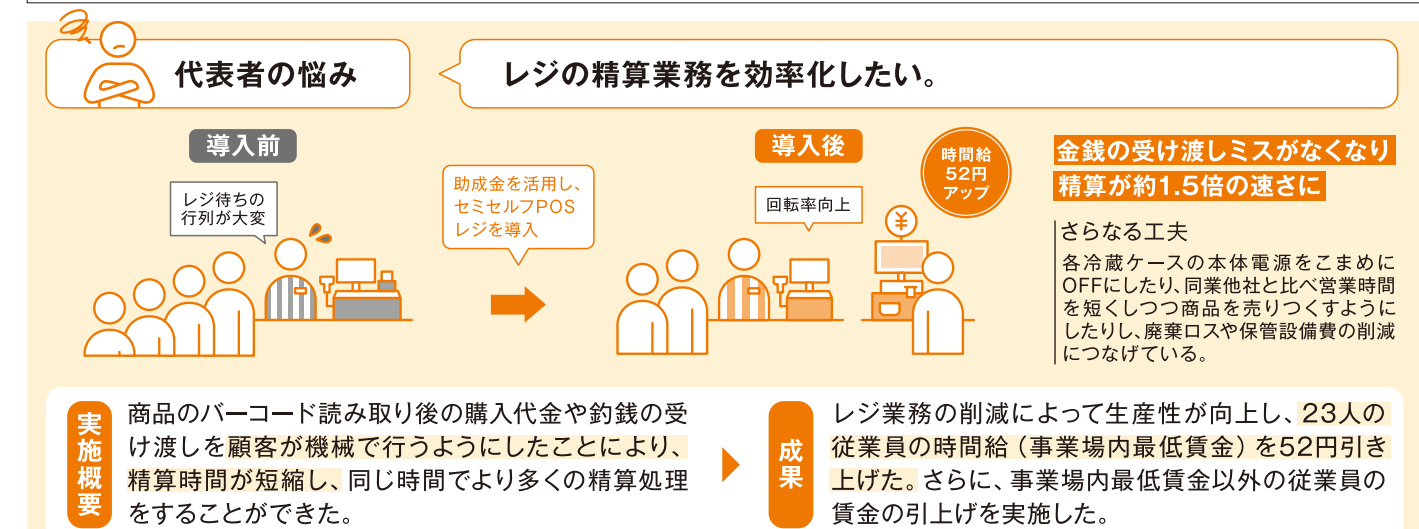 代表者の悩み
レジの精算業務を効率化したい。
導入前
レジ待ちの
行列が大変
助成金を活用し、
セミセルフPOS
レジを導入
導入後
回転率向上
時間給
52円
アップ
¥
金銭の受け渡しミスがなくなり
精算が約1.5倍の速さに
さらなる工夫
各冷蔵ケースの本体電源をこまめに
OFFにしたり、同業他社と比べ営業時間
を短くしつつ商品を売りつくすように
したりし、廃棄ロスや保管設備費の削減
につなげている。
実施概要
商品のバーコード読み取り後の購入代金や釣銭の受
け渡しを顧客が機械で行うようにしたことにより、
精算時間が短縮し、同じ時間でより多くの精算処理
をすることができた。
成果
レジ業務の削減によって生産性が向上し、23人の
従業員の時間給（事業場内最低賃金）を52円引き
上げた。さらに、事業場内最低賃金以外の従業員の
賃金の引上げを実施した。